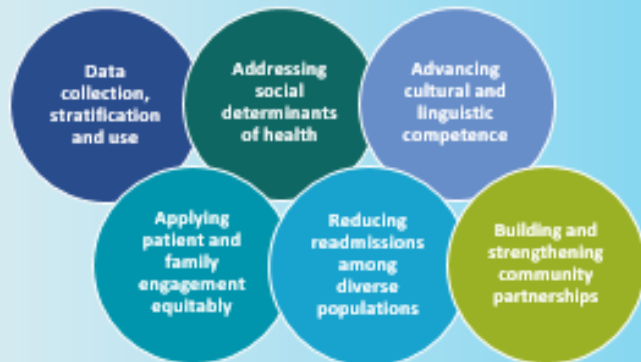 Data
collection,
stratification
and use
Addressing
social
determinants
of health
Advancing
cultural and
linguistic
competence
Applying
patient and
family
engagement
equitably
Reducing
readmissions
among
diverse
populations
Building and
strengthening
community
partnerships